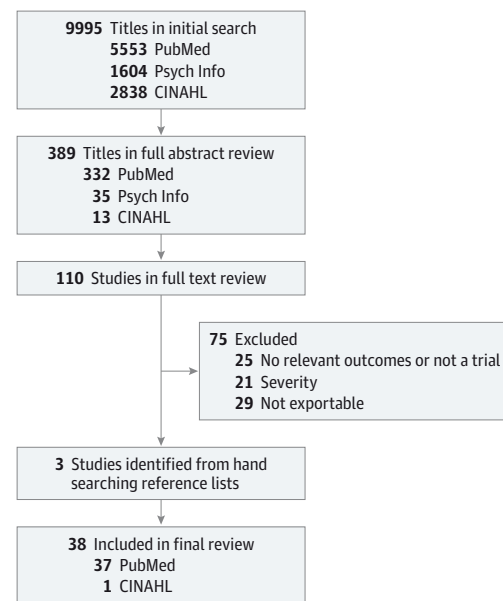 9995 Titles in initial search
5553 PubMed
1604 Psych Info
2838 CINAHL
389 Titles in full abstract review
332 PubMed
35 Psych Info
13 CINAHL
110 Studies in full text review
75 Excluded
25 No relevant outcomes or not a trial
21 Severity
29 Not exportable
3 Studies identified from hand
searching reference lists
38 Included in final review
37 PubMed
1 CINAHL